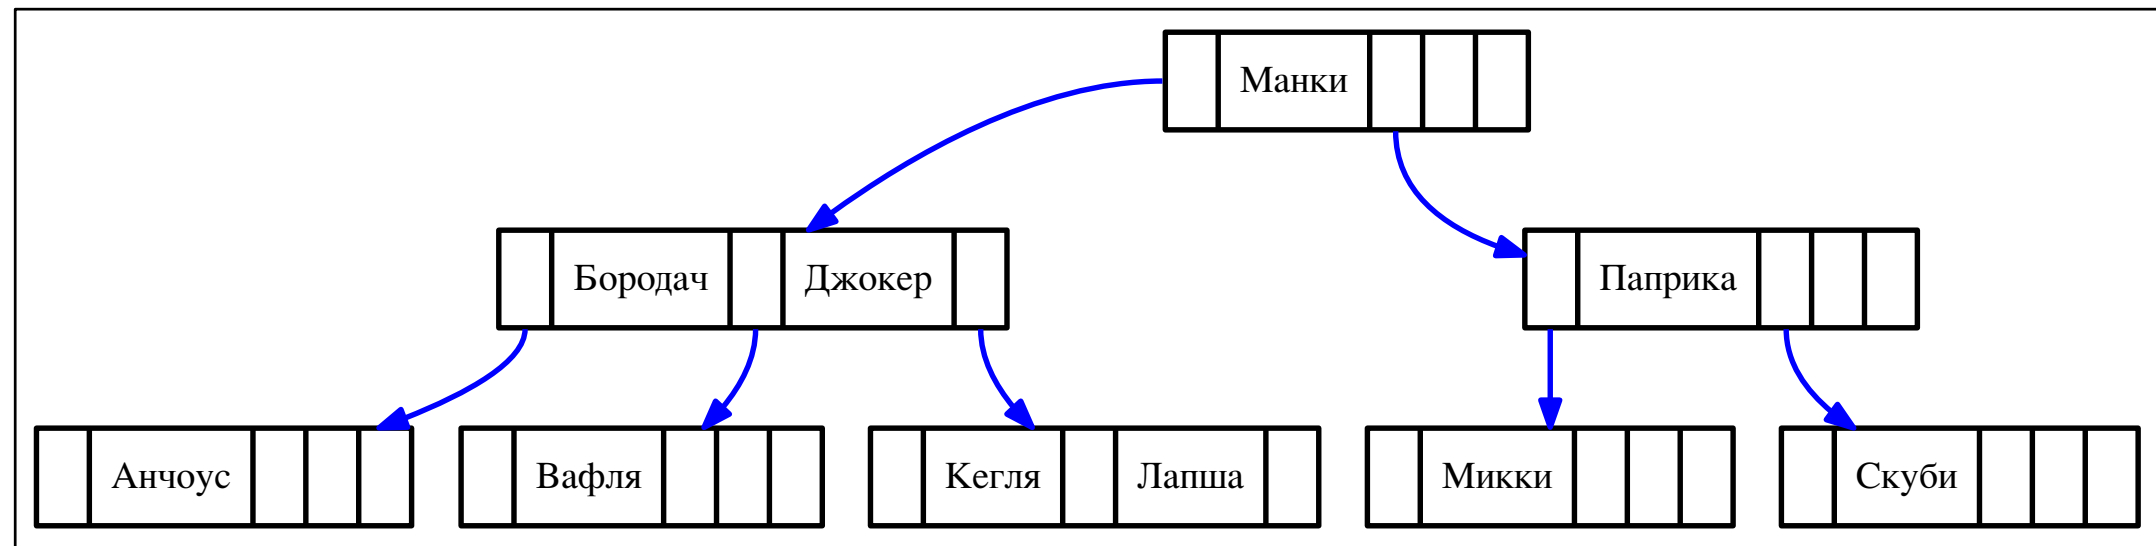 Манки
Бородач Джокер Паприка
Анчоус Вафля Кегля Лапша Микки Скуби